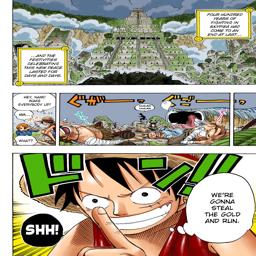 FOUR HUNDRED
YEARS OF
FIGHTING IN
SKYPIEA HAD
COME TO AN
END AT LAST...
...AND THE
FESTIVITIES
CELEBRATING
THIS NEW PEACE
LASTED FOR
DAYS AND DAYS.
HEY, NAMI!
WAKE
EVERYBODY UP!
WHAT?
ドン!!
WE'RE
GONNA
STEAL
THE GOLD
AND RUN.
SHH!